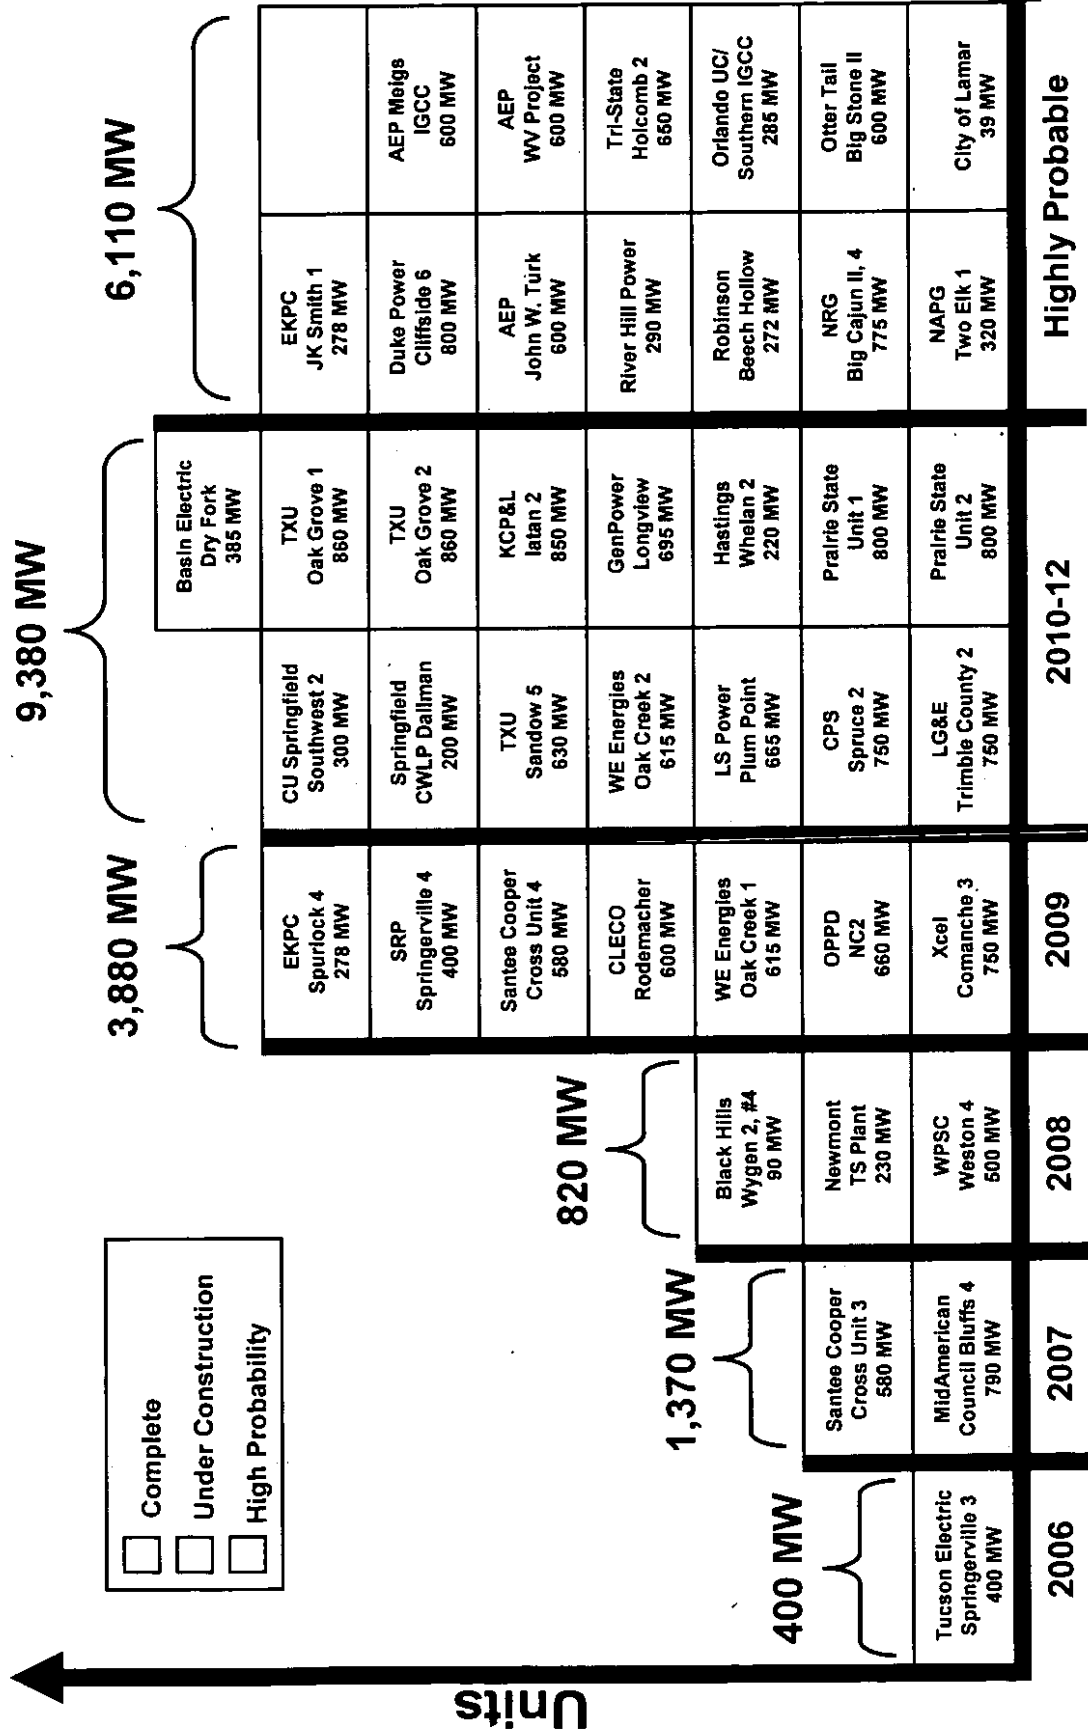 Units
Complete
Under Construction
High Probability
400 MW
Tucson Electric
Springerville 3
400 MW
2006
1,370 MW
Santee Cooper
Cross Unit 3
580 MW
MidAmerican
Council Bluffs 4
790 MW
2007
820 MW
Black Hills
Wygen 2, #4
90 MW
Newmont
TS Plant
230 MW
WPSC
Weston 4
500 MW
2008
3,880 MW
EKPC
Spurlock 4
278 MW
SRP
Springerville 4
400 MW
Santee Cooper
Cross Unit 4
580 MW
CLECO
Rodemacher
600 MW
WE Energies
Oak Creek 1
615 MW
OPPD
NC2
660 MW
Xcel
Comanche 3
750 MW
2009
9,380 MW
CU Springfield
Southwest 2
300 MW
Springfield
CWLP Dallman
200 MW
TXU
Sandow 5
630 MW
WE Energies
Oak Creek 2
615 MW
LS Power
Plum Point
665 MW
CPS
Spruce 2
750 MW
LG&E
Trimble County 2
750 MW
Basin Electric
Dry Fork
385 MW
TXU
Oak Grove 1
860 MW
TXU
Oak Grove 2
860 MW
KCP&L
Iatan 2
850 MW
GenPower
Longview
695 MW
Hastings
Whelan 2
220 MW
Prairie State
Unit 1
800 MW
Prairie State
Unit 2
800 MW
2010-12
6,110 MW
EKPC
JK Smith 1
278 MW
Duke Power
Cliffside 6
800 MW
AEP
John W. Turk
600 MW
River Hill Power
290 MW
Robinson
Beech Hollow
272 MW
NRG
Big Cajun II, 4
775 MW
NAPG
Two Elk 1
320 MW
AEP Meigs
IGCC
600 MW
AEP
WV Project
600 MW
Tri-State
Holcomb 2
650 MW
Orlando UC/
Southern IGCC
285 MW
Otter Tail
Big Stone II
600 MW
City of Lamar
39 MW
Highly Probable